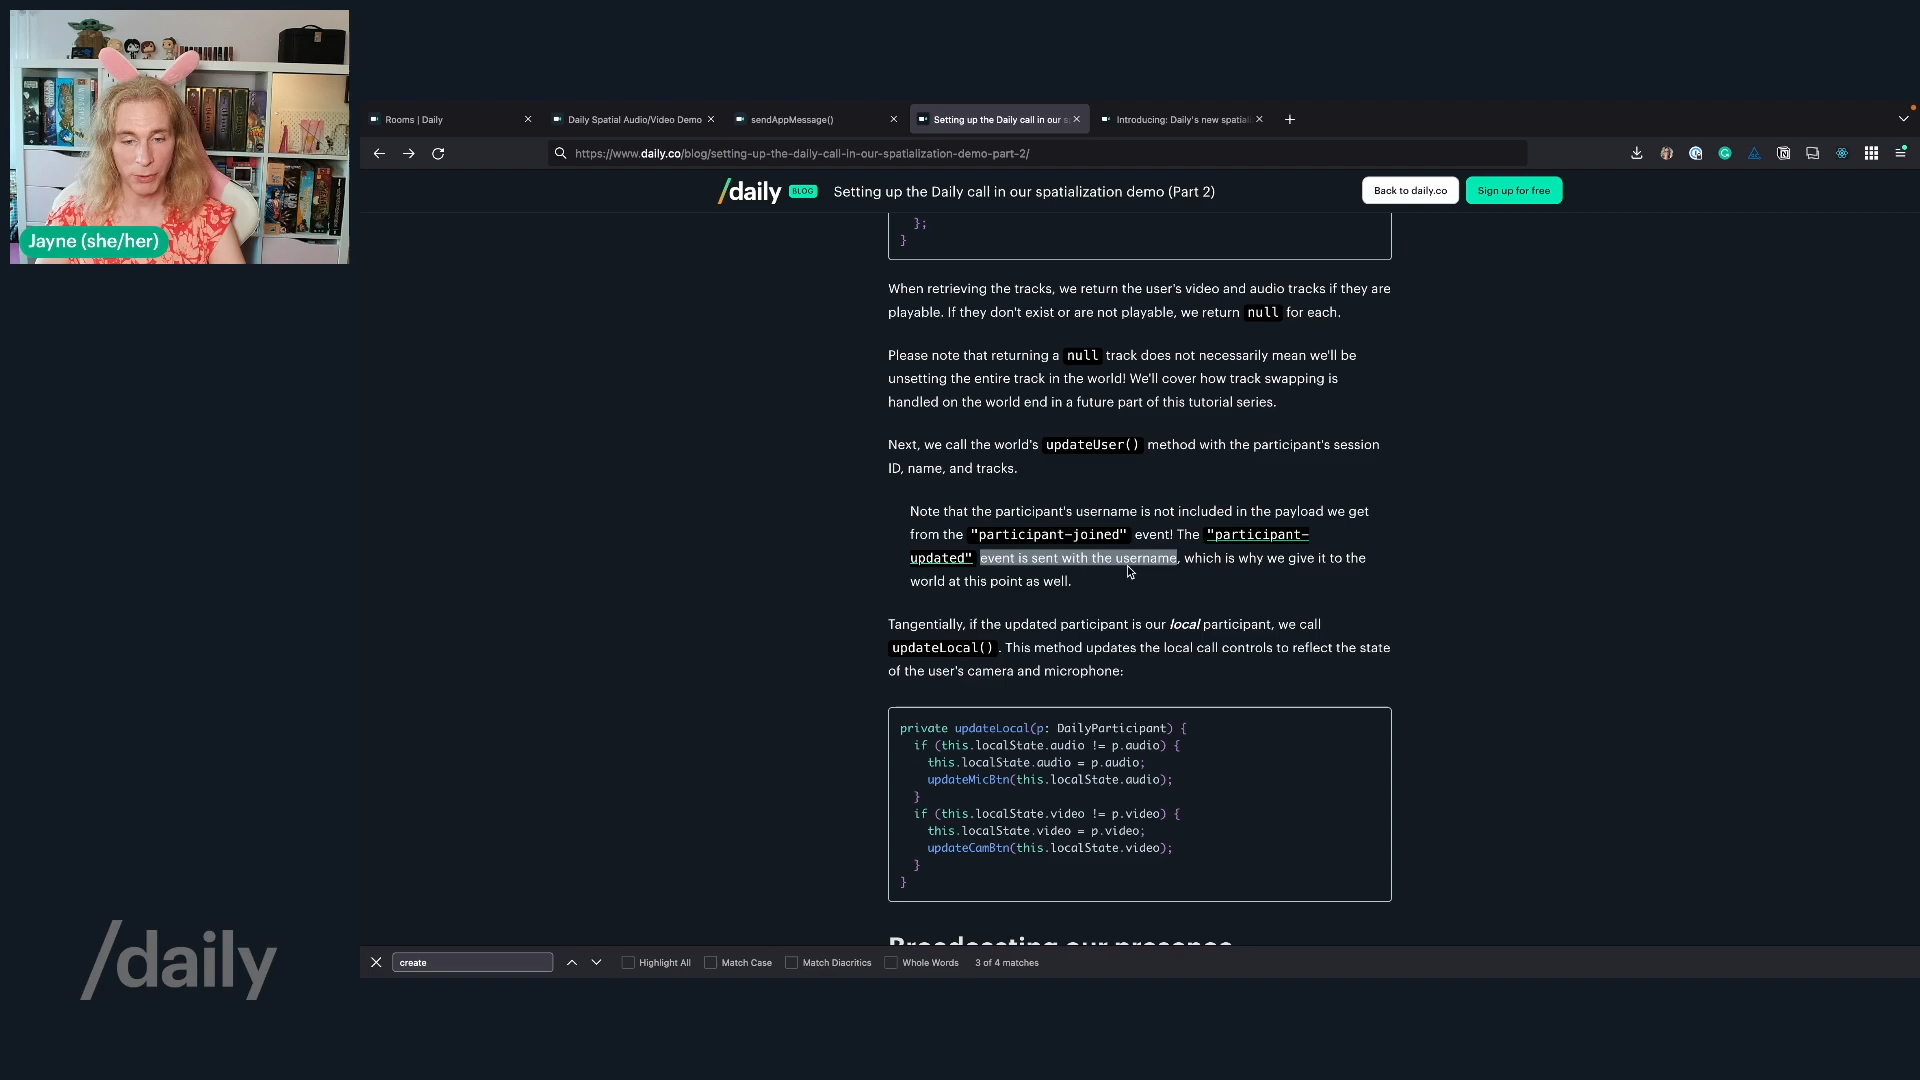 Jayne (she/her)
Rooms | Daily
Daily Spatial Audio/Video Demo
sendAppMessage()
Setting up the Daily call in our s
Introducing: Daily's new spatial
https://www.daily.co/blog/setting-up-the-daily-call-in-our-spatialization-demo-part-2/
/daily BLOG Setting up the Daily call in our spatialization demo (Part 2)
Back to daily.co
Sign up for free
};
}
When retrieving the tracks, we return the user's video and audio tracks if they are
playable. If they don't exist or are not playable, we return null for each.
Please note that returning a null track does not necessarily mean we'll be
unsetting the entire track in the world! We'll cover how track swapping is
handled on the world end in a future part of this tutorial series.
Next, we call the world's updateUser() method with the participant's session
ID, name, and tracks.
Note that the participant's username is not included in the payload we get
from the "participant-joined" event! The "participant-
updated" event is sent with the username, which is why we give it to the
world at this point as well.
Tangentially, if the updated participant is our local participant, we call
updateLocal(). This method updates the local call controls to reflect the state
of the user's camera and microphone:
private updateLocal(p: DailyParticipant) {
if (this.localState.audio != p.audio) {
this.localState.audio = p.audio;
updateMicBtn(this.localState.audio);
}
if (this.localState.video != p.video) {
this.localState.video = p.video;
updateCamBtn(this.localState.video);
}
}
Broadcasting our presence
create
Highlight All
Match Case
Match Diacritics
Whole Words
3 of 4 matches
/daily